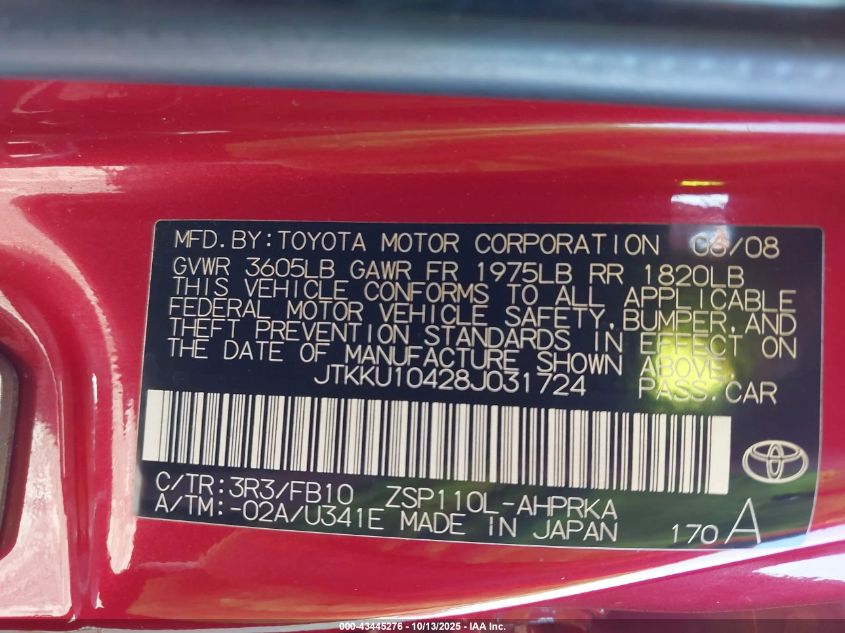 MFD.BY:TOYOTA MOTOR CORPORATION 06/08
GVWR 3605LB GAWR FR 1975LB RR 1820LB
THIS VEHICLE CONFORMS TO ALL APPLICABLE
FEDERAL MOTOR VEHICLE SAFETY,BUMPER,AND
THEFT PREVENTION STANDARDS IN EFFECT ON
THE DATE OF MANUFACTURE SHOWN ABOVE.
JTKKU10428J031724 PASS.CAR
C/TR:3R3/FB10 ZSP110L-AHPRKA
A/TM:-02A/U341E MADE IN JAPAN 170 A
000-43445276 | 10/13/2025 | IAA Inc.